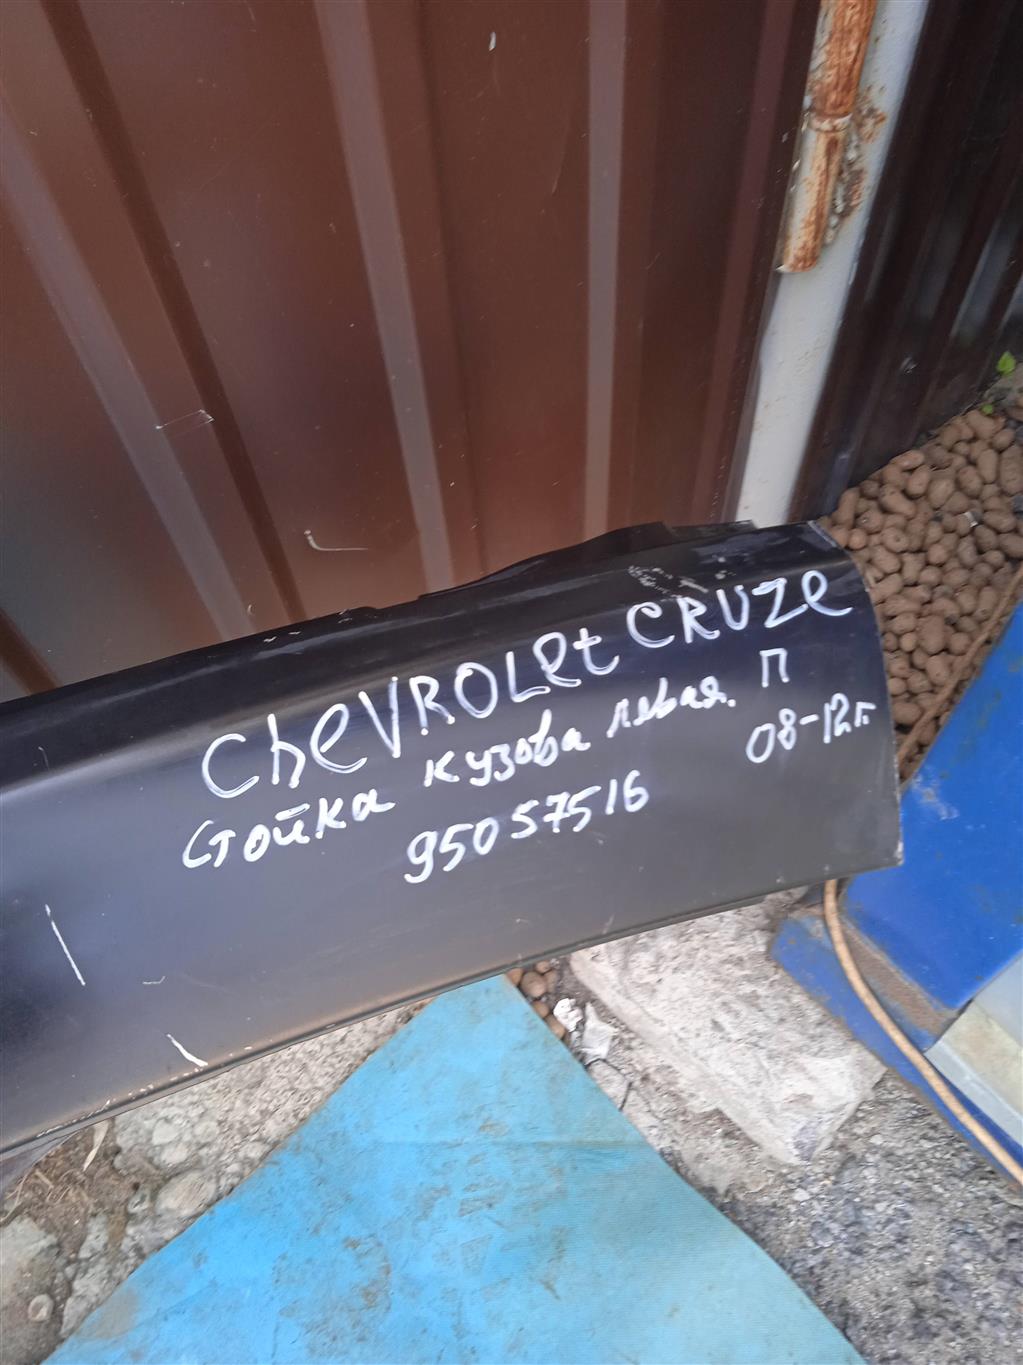 CheVROLet CRUZe
Стойка кузова левая. П
95057516 08-12г.